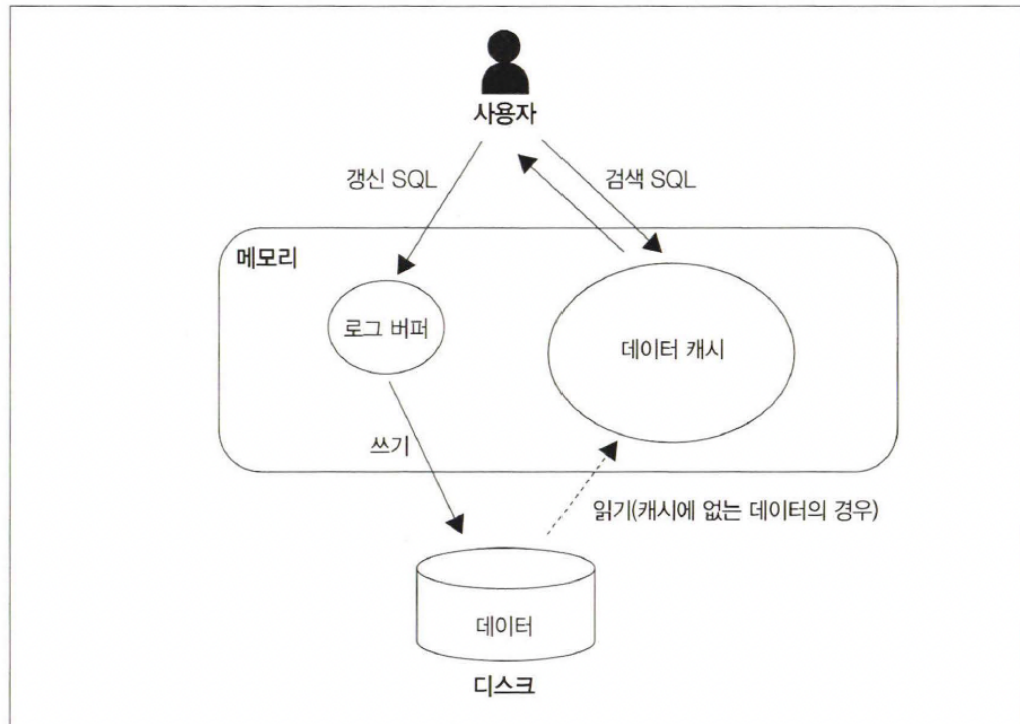 사용자
갱신 SQL
검색 SQL
메모리
로그 버퍼
데이터 캐시
쓰기
읽기(캐시에 없는 데이터의 경우)
데이터
디스크